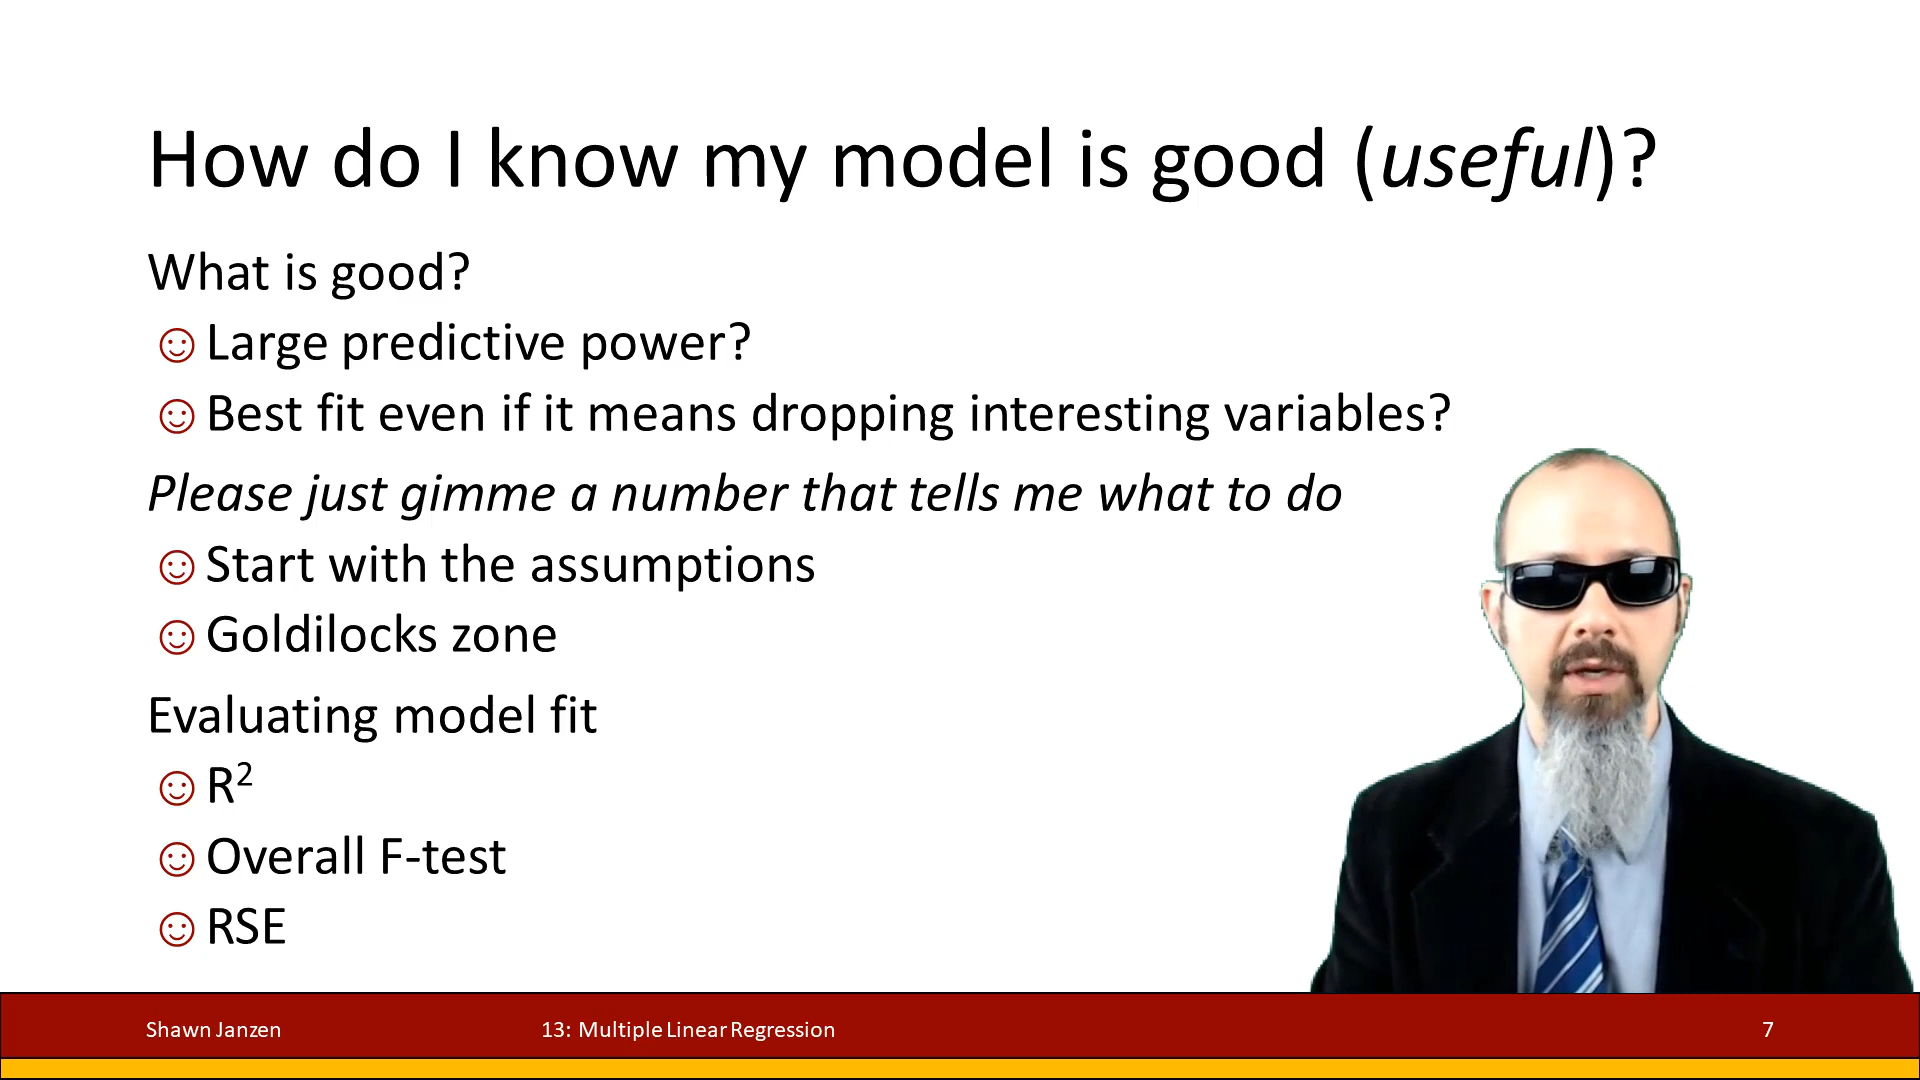 How do I know my model is good (useful)?
What is good?
☺Large predictive power?
☺Best fit even if it means dropping interesting variables?
Please just gimme a number that tells me what to do
☺Start with the assumptions
☺Goldilocks zone
Evaluating model fit
☺R²
☺Overall F-test
☺RSE
Shawn Janzen 13: Multiple Linear Regression 7